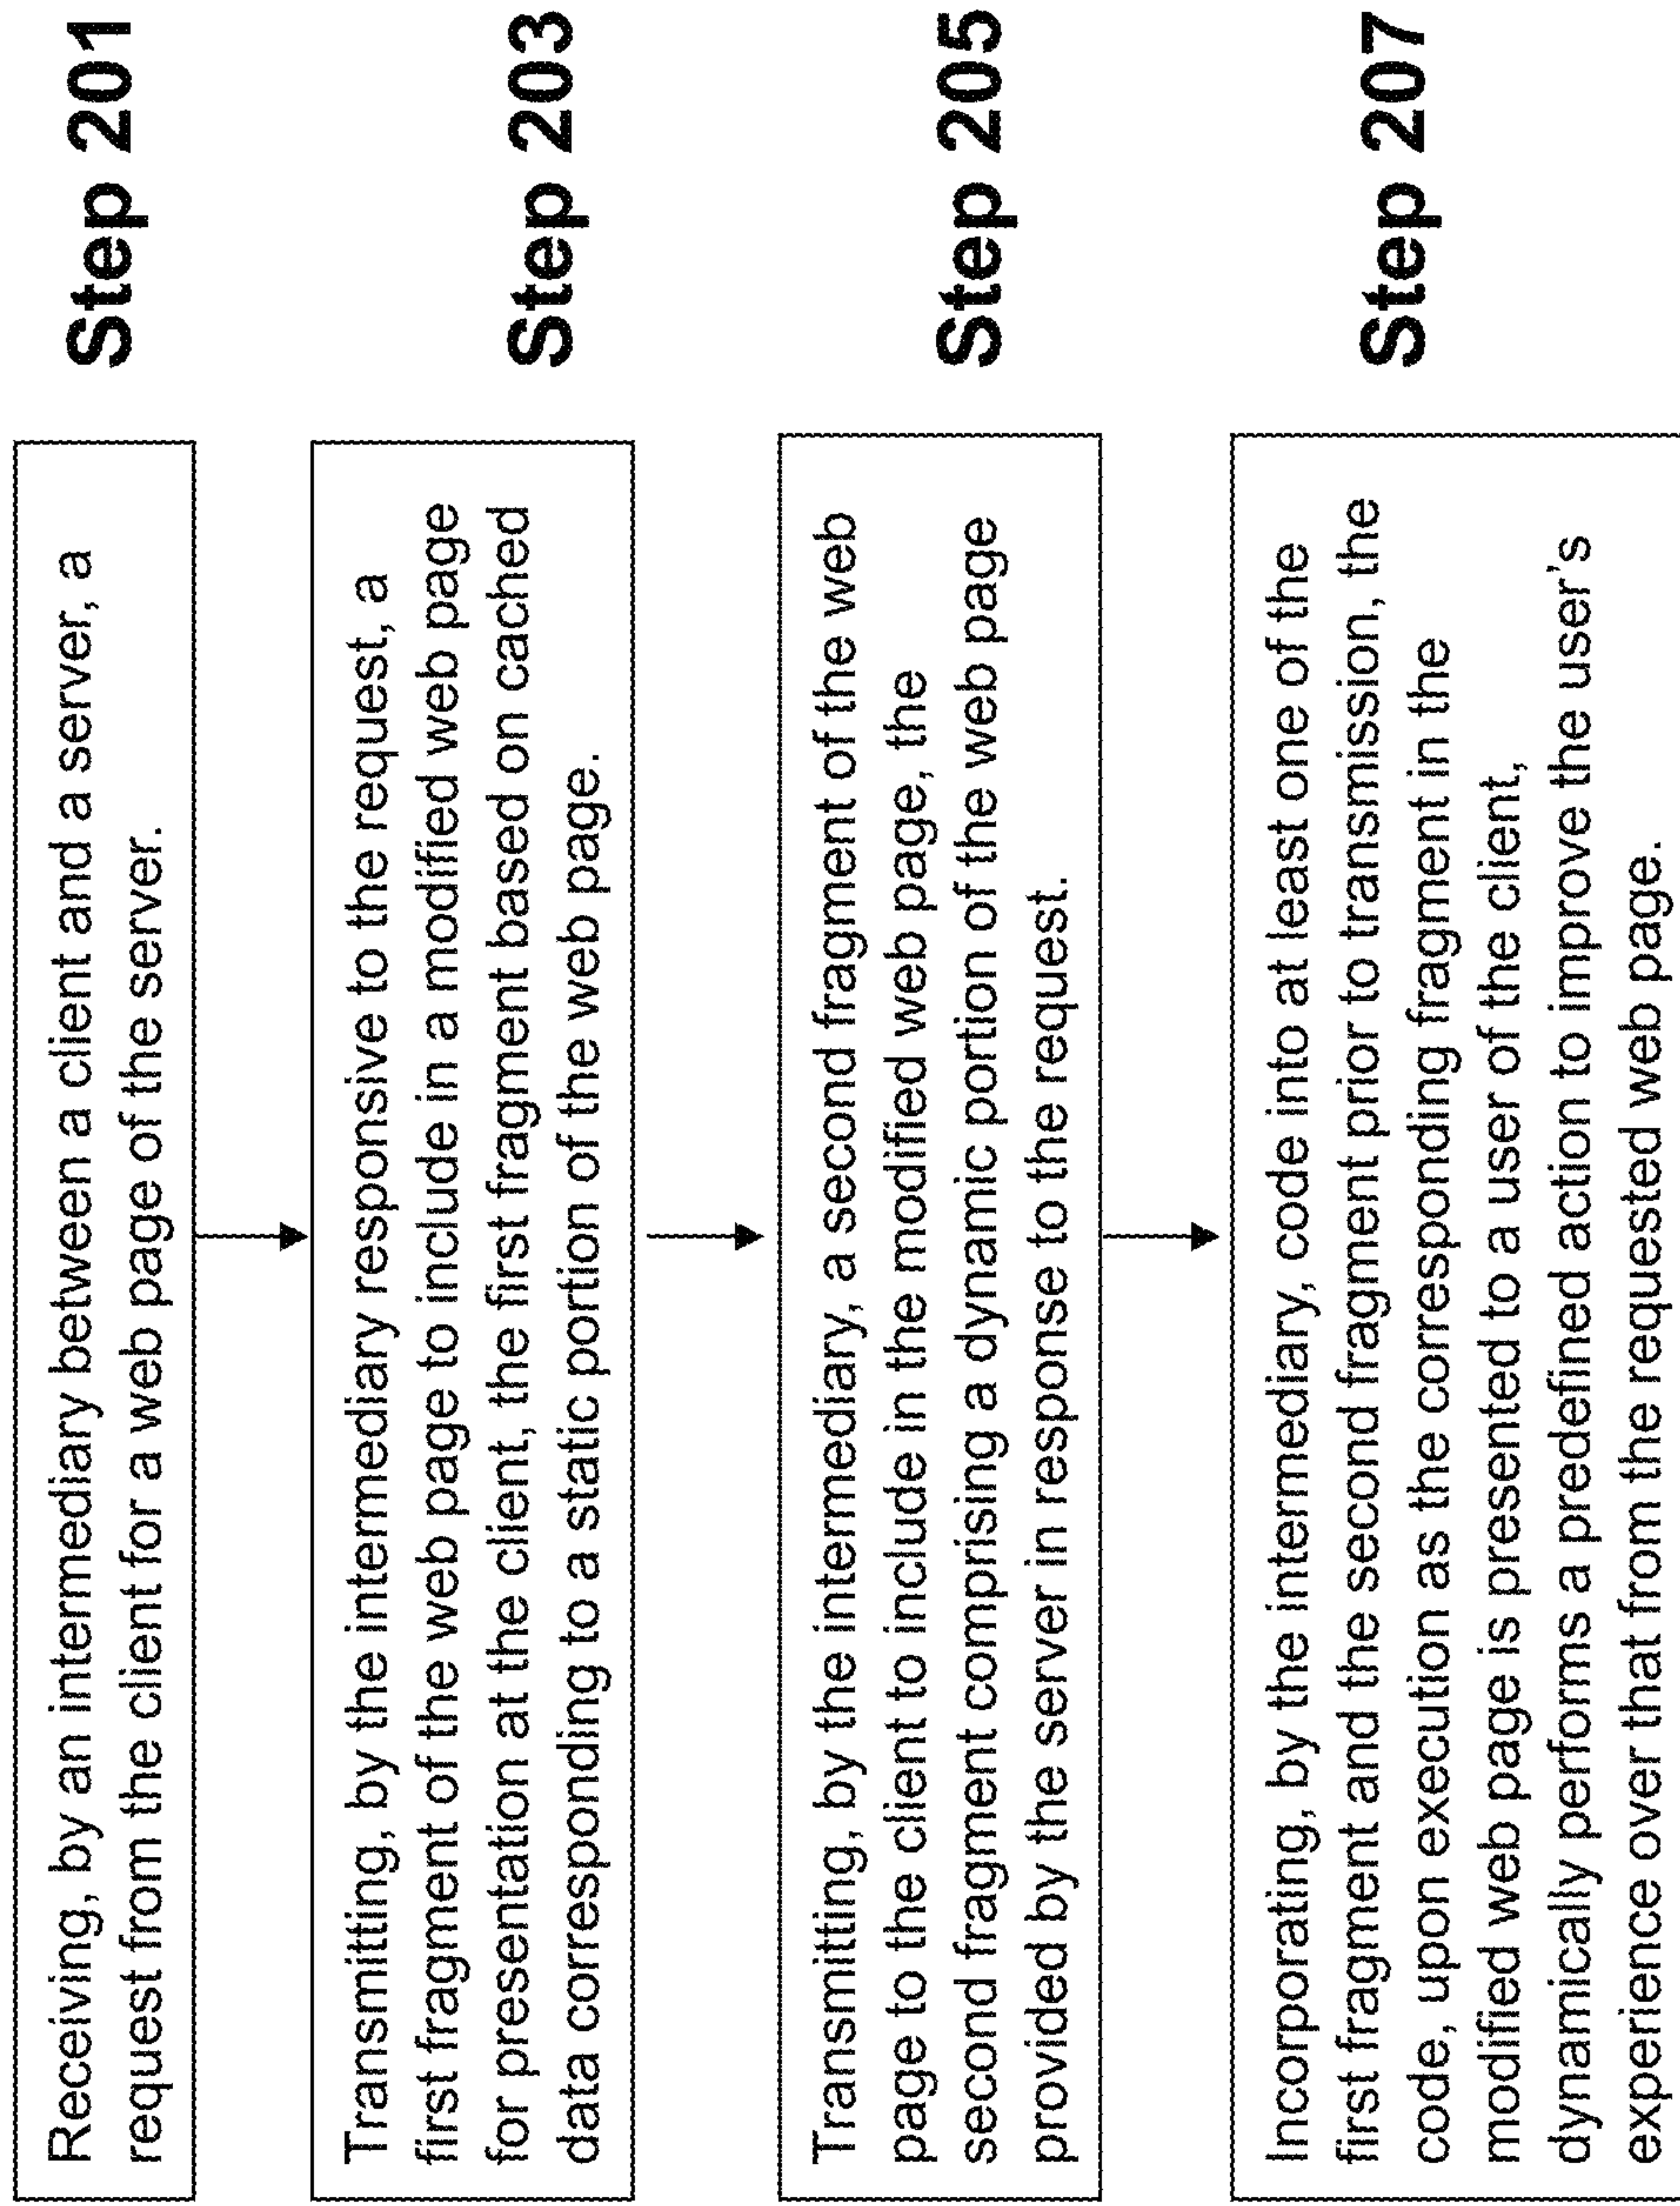 Receiving, by an intermediary between a client and a server, a
request from the client for a web page of the server.
Step 201
Transmitting, by the intermediary responsive to the request, a
first fragment of the web page to include in a modified web page
for presentation at the client, the first fragment based on cached
data corresponding to a static portion of the web page.
Step 203
Transmitting, by the intermediary, a second fragment of the web
page to the client to include in the modified web page, the
second fragment comprising a dynamic portion of the web page
provided by the server in response to the request.
Step 205
Incorporating, by the intermediary, code into at least one of the
first fragment and the second fragment prior to transmission, the
code, upon execution as the corresponding fragment in the
modified web page is presented to a user of the client,
dynamically performs a predefined action to improve the user's
experience over that from the requested web page.
Step 207